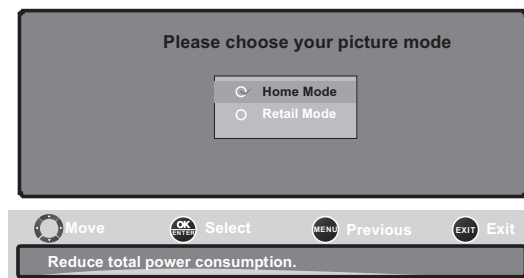 Please choose your picture mode
Home Mode
Retail Mode
Move OK ENTER Select MENU Previous EXIT Exit
Reduce total power consumption.